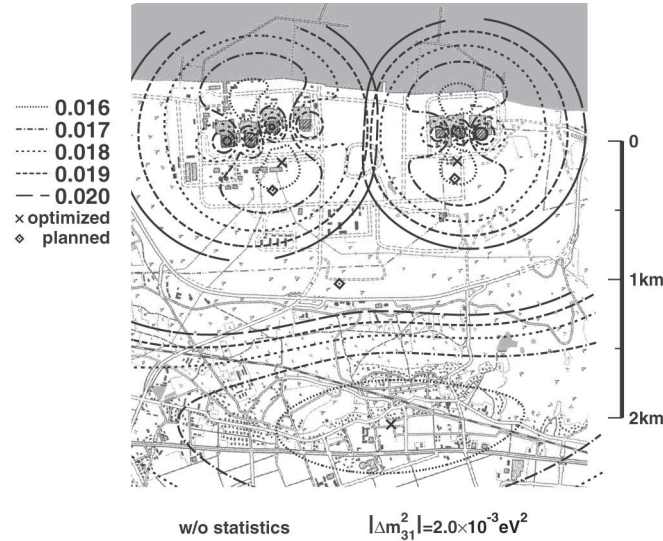 0.016
0.017
0.018
0.019
0.020
× optimized
◇ planned
0
1km
2km
w/o statistics |Δm²₃₁|=2.0×10⁻³eV²